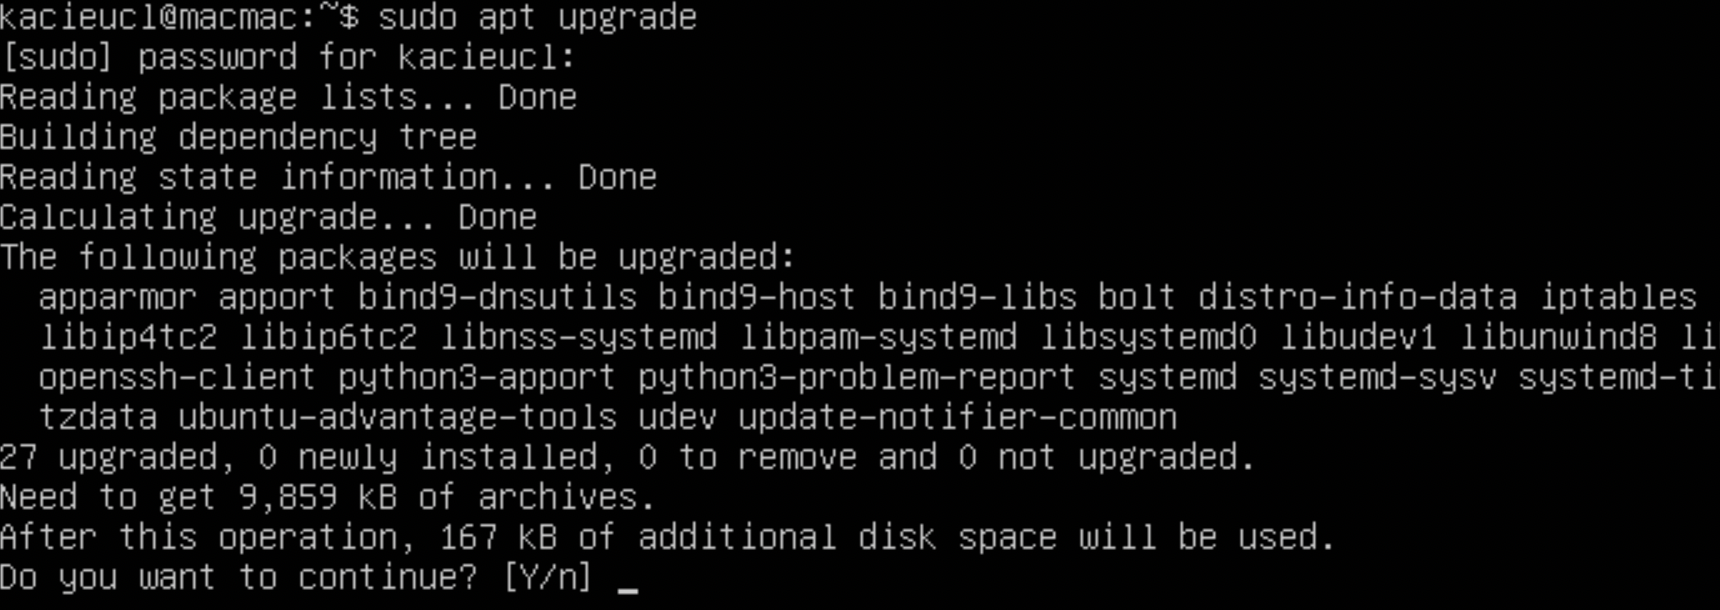 kacieucl@macmac:~$ sudo apt upgrade
[sudo] password for kacieucl:
Reading package lists... Done
Building dependency tree
Reading state information... Done
Calculating upgrade... Done
The following packages will be upgraded:
  apparmor apport bind9-dnsutils bind9-host bind9-libs bolt distro-info-data iptables
  libip4tc2 libip6tc2 libnss-systemd libpam-systemd libsystemd0 libudev1 libunwind8 li
  openssh-client python3-apport python3-problem-report systemd systemd-sysv systemd-ti
  tzdata ubuntu-advantage-tools udev update-notifier-common
27 upgraded, 0 newly installed, 0 to remove and 0 not upgraded.
Need to get 9,859 kB of archives.
After this operation, 167 kB of additional disk space will be used.
Do you want to continue? [Y/n] _